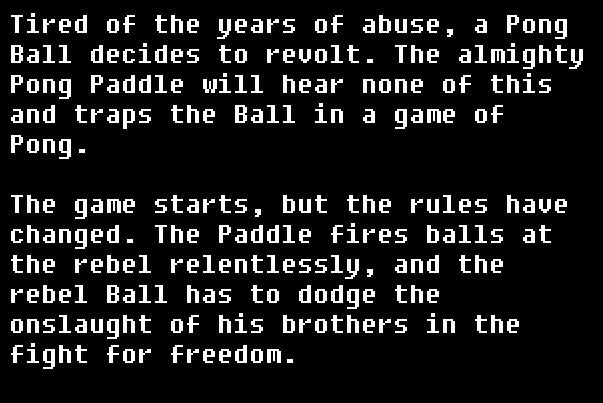 Tired of the years of abuse, a Pong
Ball decides to revolt. The almighty
Pong Paddle will hear none of this
and traps the Ball in a game of
Pong.
The game starts, but the rules have
changed. The Paddle fires balls at
the rebel relentlessly, and the
rebel Ball has to dodge the
onslaught of his brothers in the
fight for freedom.